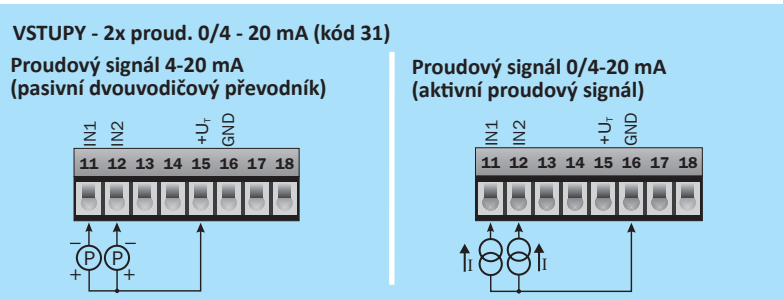 VSTUPY - 2x proud. 0/4 - 20 mA (kód 31)
Proudový signál 4-20 mA
(pasivní dvouvodičový převodník)
IN1 IN2 +UT GND
11 12 13 14 15 16 17 18
− −
P P
+ +
Proudový signál 0/4-20 mA
(aktivní proudový signál)
IN1 IN2 +UT GND
11 12 13 14 15 16 17 18
I I